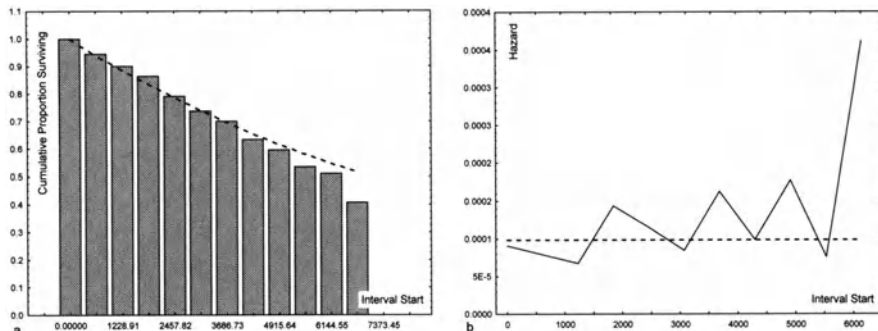 Cumulative Proportion Surviving
1.1
1.0
0.9
0.8
0.7
0.6
0.5
0.4
0.3
0.2
0.1
0.0
Interval Start
0.00000 1228.91 2457.82 3686.73 4915.64 6144.55 7373.45
a
Hazard
0.0004
0.0004
0.0003
0.0003
0.0002
0.0002
0.0001
5E-5
0.0000
Interval Start
0 1000 2000 3000 4000 5000 6000
b